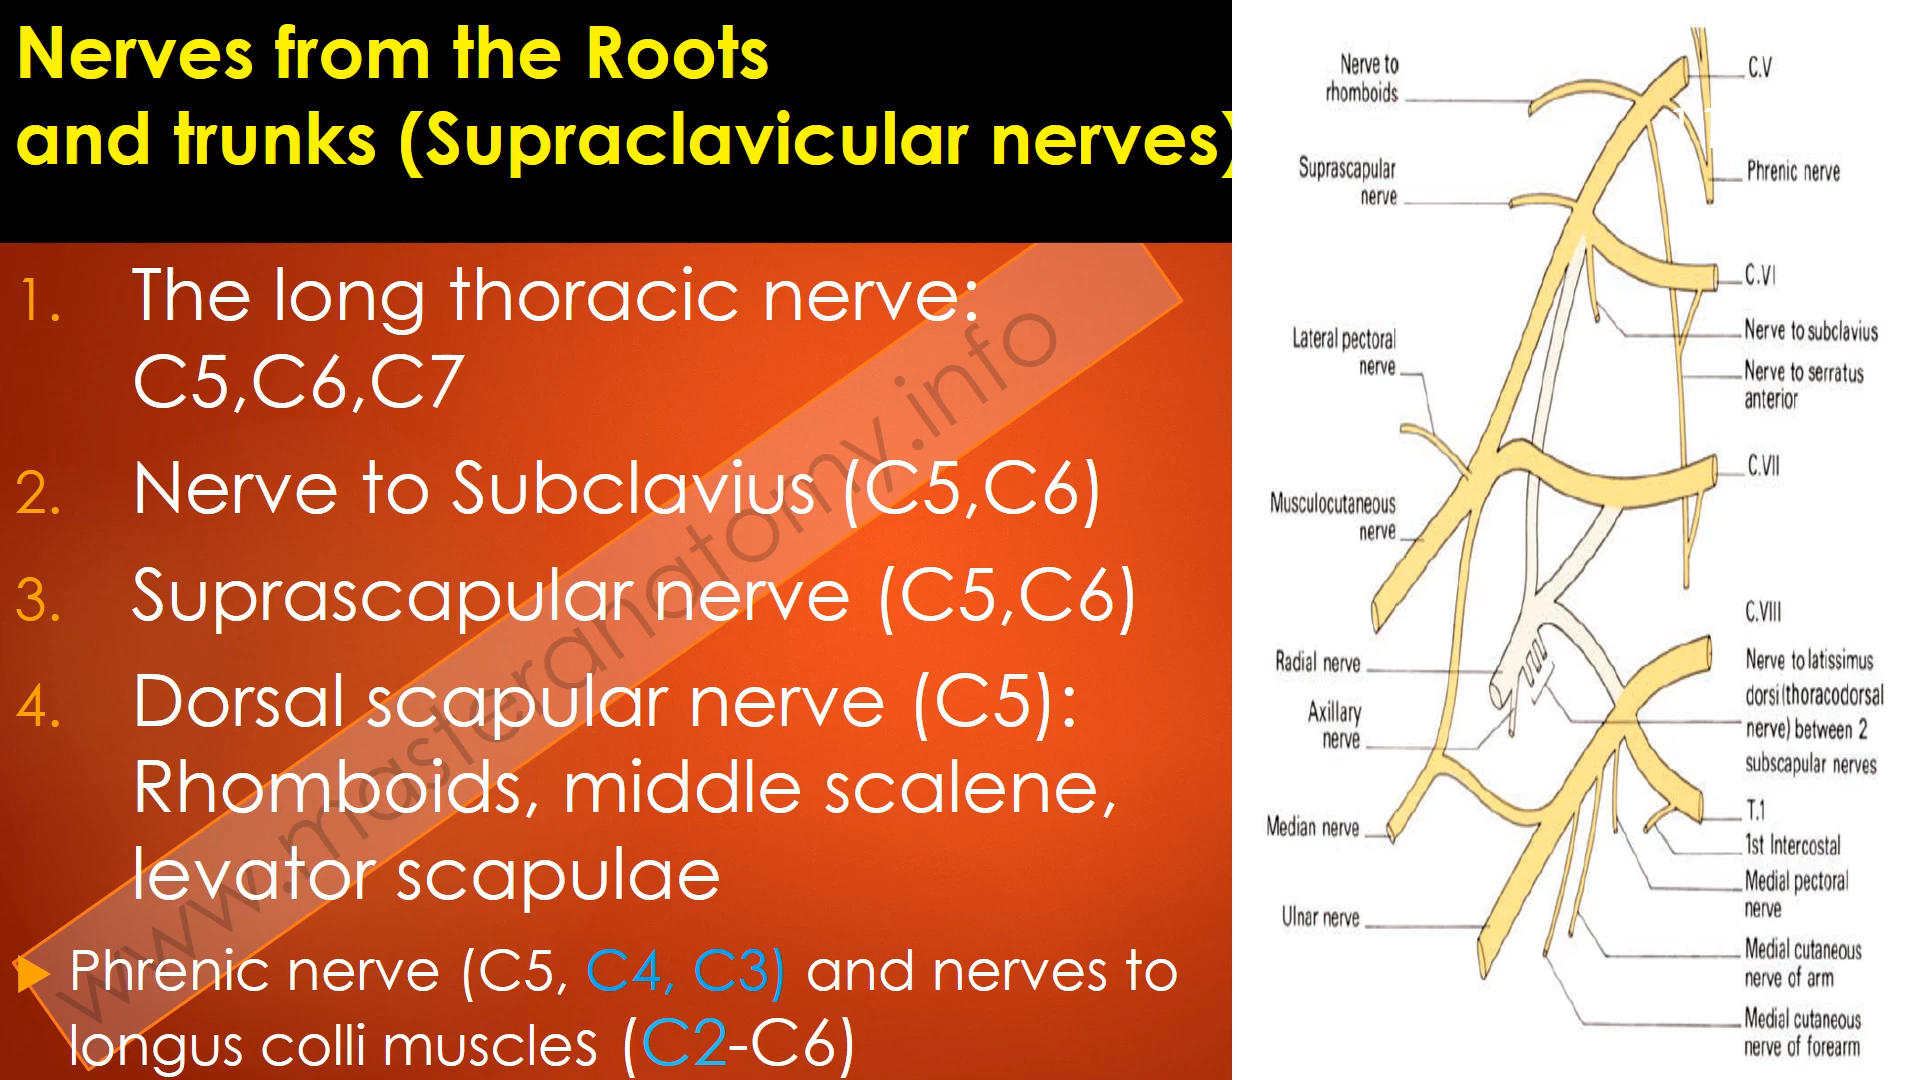 Nerves from the Roots
and trunks (Supraclavicular nerves)
1. The long thoracic nerve:
C5,C6,C7
2. Nerve to Subclavius (C5,C6)
3. Suprascapular nerve (C5,C6)
4. Dorsal scapular nerve (C5):
Rhomboids, middle scalene,
levator scapulae
Phrenic nerve (C5, C4, C3) and nerves to
longus colli muscles (C2-C6)
www.masteranatomy.info
Nerve to
rhomboids
Suprascapular
nerve
Lateral pectoral
nerve
Musculocutaneous
nerve
Radial nerve
Axillary
nerve
Median nerve
Ulnar nerve
C.V
Phrenic nerve
C.VI
Nerve to subclavius
Nerve to serratus
anterior
C.VII
C.VIII
Nerve to latissimus
dorsi (thoracodorsal
nerve) between 2
subscapular nerves
T.1
1st Intercostal
Medial pectoral
nerve
Medial cutaneous
nerve of arm
Medial cutaneous
nerve of forearm